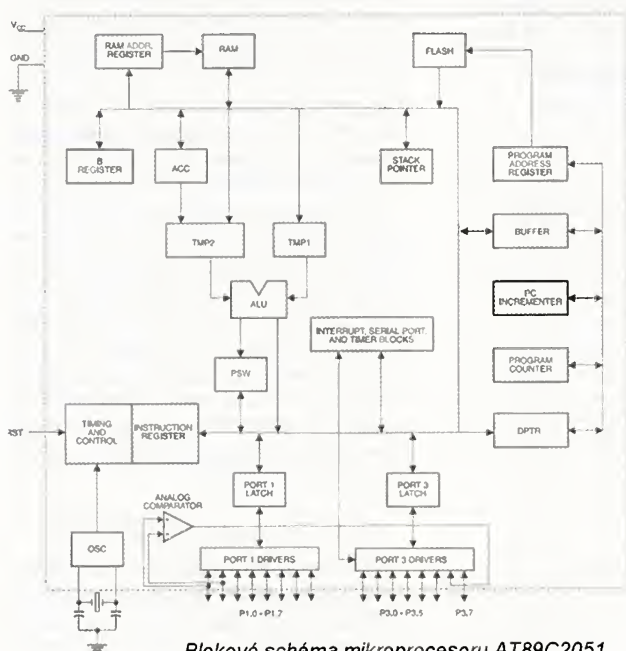 VCC
GND
RAM ADDR.
REGISTER
RAM
FLASH
B
REGISTER
ACC
STACK
POINTER
PROGRAM
ADDRESS
REGISTER
TMP2
TMP1
BUFFER
ALU
INCREMENTER
INTERRUPT, SERIAL PORT,
AND TIMER BLOCKS
PSW
PROGRAM
COUNTER
RST
TIMING
AND
CONTROL
INSTRUCTION
REGISTER
DPTR
PORT 1
LATCH
PORT 3
LATCH
ANALOG
COMPARATOR
OSC
PORT 1 DRIVERS
PORT 3 DRIVERS
P1.0 - P1.7
P3.0 - P3.5
P3.7
Blokové schéma mikroprocesoru AT89C2051